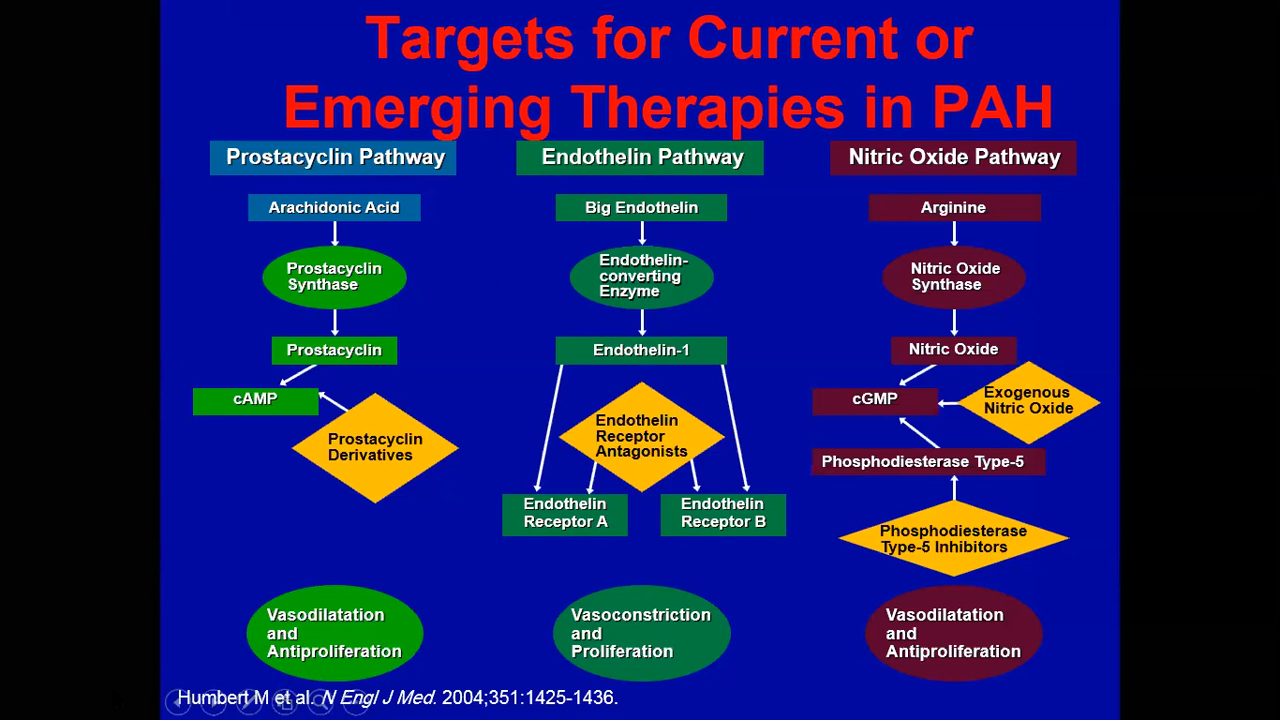 Targets for Current or
Emerging Therapies in PAH
Prostacyclin Pathway
Arachidonic Acid
Prostacyclin
Synthase
Prostacyclin
cAMP
Prostacyclin
Derivatives
Vasodilatation
and
Antiproliferation
Endothelin Pathway
Big Endothelin
Endothelin-
converting
Enzyme
Endothelin-1
Endothelin
Receptor
Antagonists
Endothelin
Receptor A
Endothelin
Receptor B
Vasoconstriction
and
Proliferation
Nitric Oxide Pathway
Arginine
Nitric Oxide
Synthase
Nitric Oxide
cGMP
Exogenous
Nitric Oxide
Phosphodiesterase Type-5
Phosphodiesterase
Type-5 Inhibitors
Vasodilatation
and
Antiproliferation
Humbert M et al. N Engl J Med. 2004;351:1425-1436.